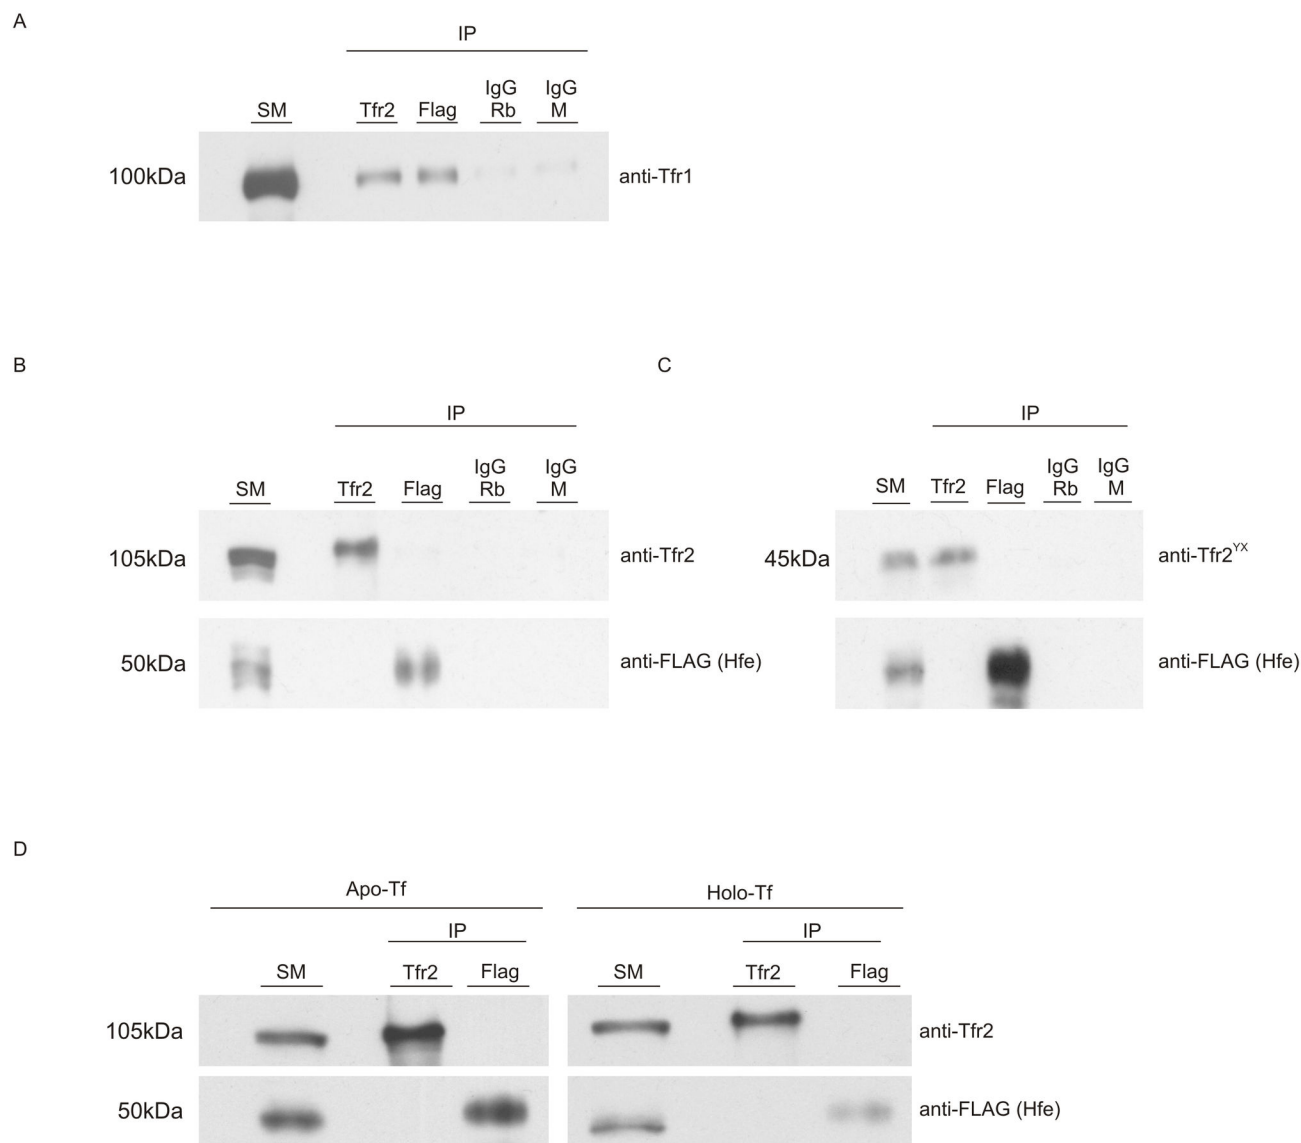 A
IP
SM
Tfr2
Flag
IgG
Rb
IgG
M
100kDa
anti-Tfr1
B
IP
SM
Tfr2
Flag
IgG
Rb
IgG
M
105kDa
anti-Tfr2
50kDa
anti-FLAG (Hfe)
C
IP
SM
Tfr2
Flag
IgG
Rb
IgG
M
45kDa
anti-Tfr2YX
anti-FLAG (Hfe)
D
Apo-Tf
Holo-Tf
IP
IP
SM
Tfr2
Flag
SM
Tfr2
Flag
105kDa
anti-Tfr2
50kDa
anti-FLAG (Hfe)